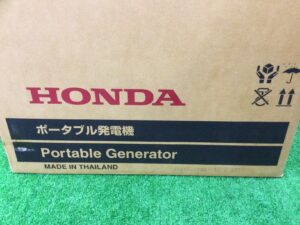 HONDA
ポータブル発電機
Portable Generator
MADE IN THAILAND